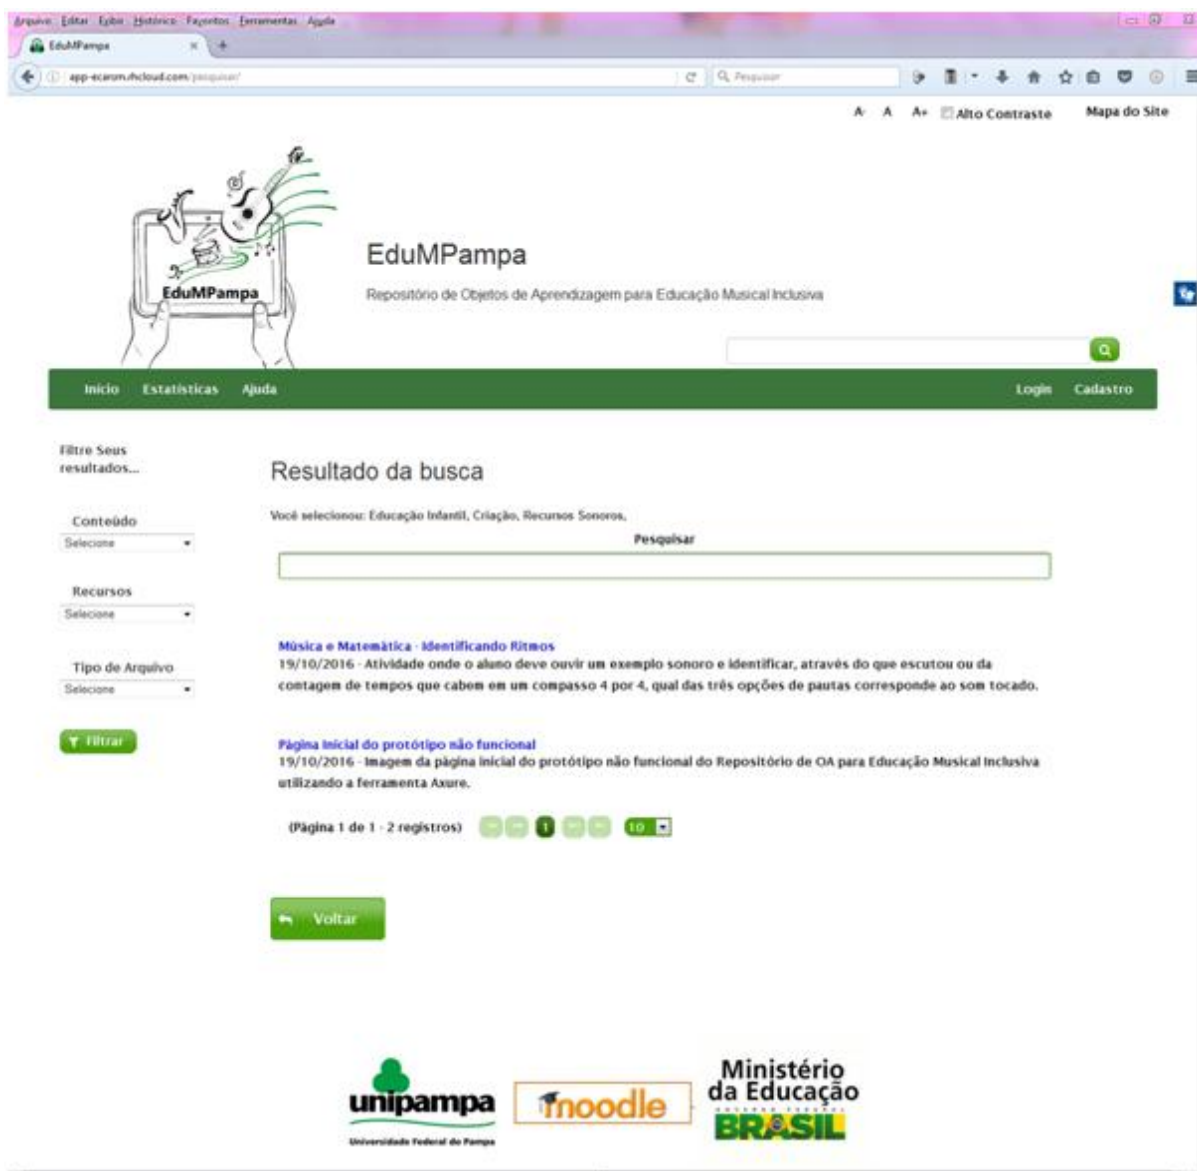 Arquivo Editar Exibir Histórico Favoritos Ferramentas Ajuda
EduMPampa
app-ecarom.rhcloud.com/pesquisar/
Pesquisar
A- A A+ Alto Contraste Mapa do Site
EduMPampa
EduMPampa
Repositório de Objetos de Aprendizagem para Educação Musical Inclusiva
Início Estatísticas Ajuda Login Cadastro
Filtre Seus
resultados...
Conteúdo
Selecione
Recursos
Selecione
Tipo de Arquivo
Selecione
Filtrar
Resultado da busca
Você selecionou: Educação Infantil, Criação, Recursos Sonoros,
Pesquisar
Música e Matemática - Identificando Ritmos
19/10/2016 - Atividade onde o aluno deve ouvir um exemplo sonoro e identificar, através do que escutou ou da
contagem de tempos que cabem em um compasso 4 por 4, qual das três opções de pautas corresponde ao som tocado.
Página Inicial do protótipo não funcional
19/10/2016 - Imagem da página inicial do protótipo não funcional do Repositório de OA para Educação Musical Inclusiva
utilizando a ferramenta Axure.
(Página 1 de 1 - 2 registros) 1 10
Voltar
unipampa
Universidade Federal do Pampa
moodle
Ministério
da Educação
GOVERNO FEDERAL
BRASIL